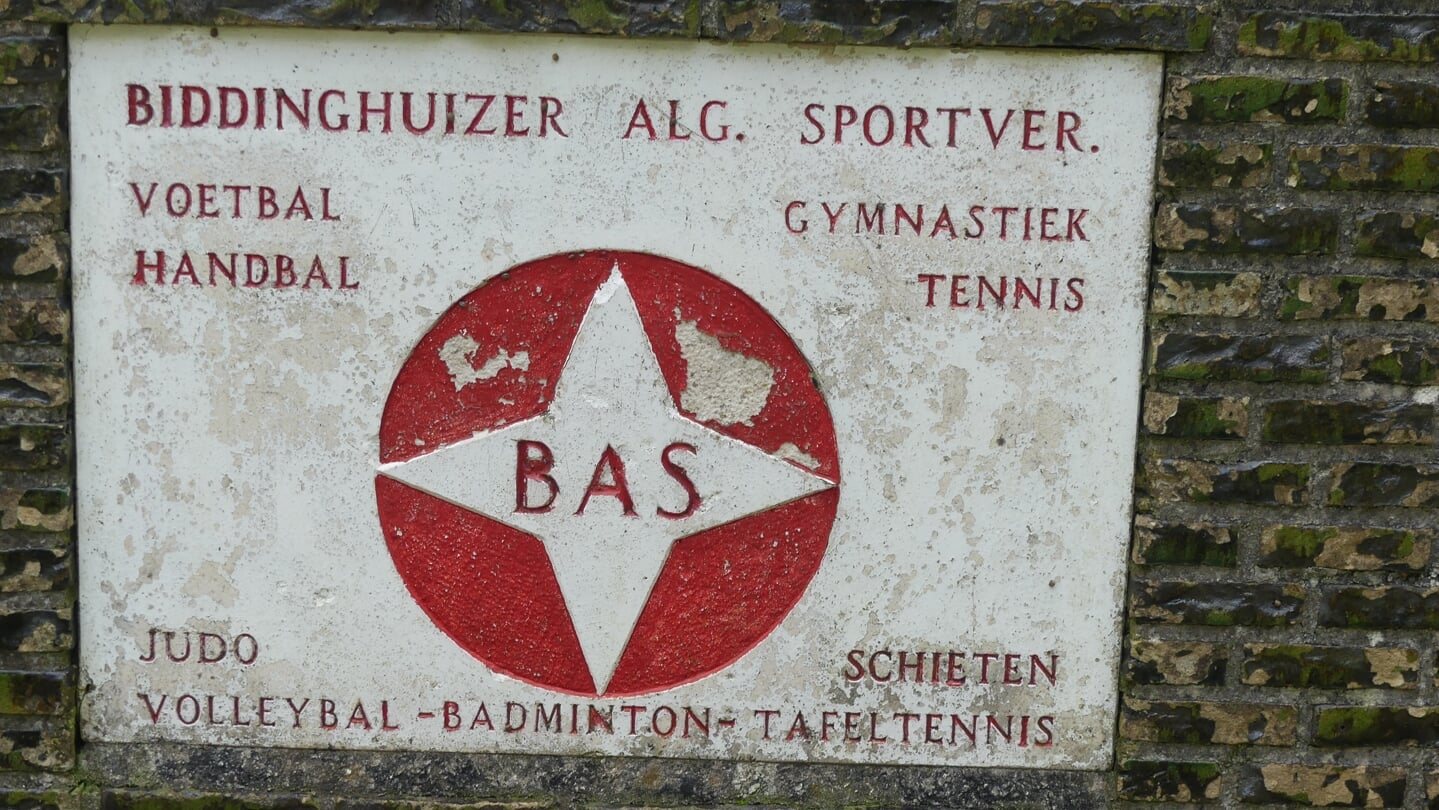 BIDDINGHUIZER ALG. SPORTVER.
VOETBAL
GYMNASTIEK
HANDBAL
TENNIS
BAS
JUDO
SCHIETEN
VOLLEYBAL -BADMINTON- TAFELTENNIS